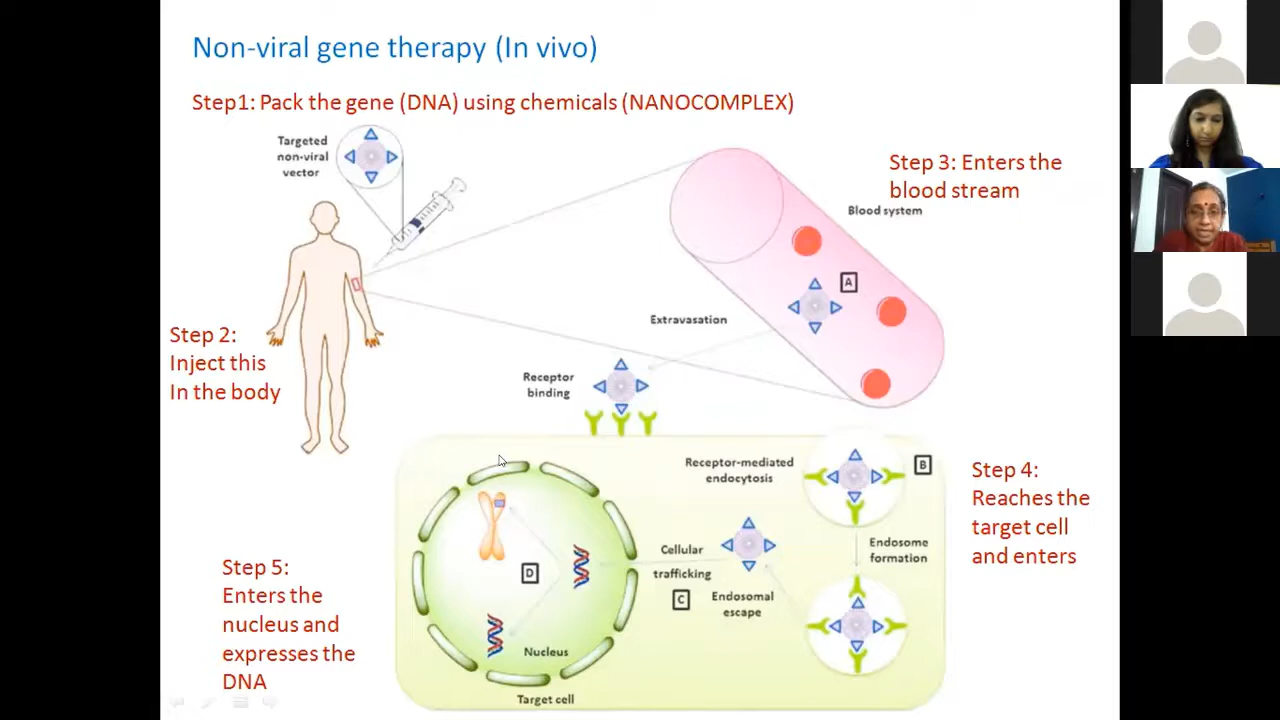 Non-viral gene therapy (In vivo)
Step1: Pack the gene (DNA) using chemicals (NANOCOMPLEX)
Targeted
non-viral
vector
Step 3: Enters the
blood stream
Blood system
A
Extravasation
Step 2:
Inject this
In the body
Receptor
binding
Receptor-mediated
endocytosis
B
Step 4:
Reaches the
target cell
and enters
Endosome
formation
Cellular
trafficking
C
Endosomal
escape
D
Step 5:
Enters the
nucleus and
expresses the
DNA
Nucleus
Target cell